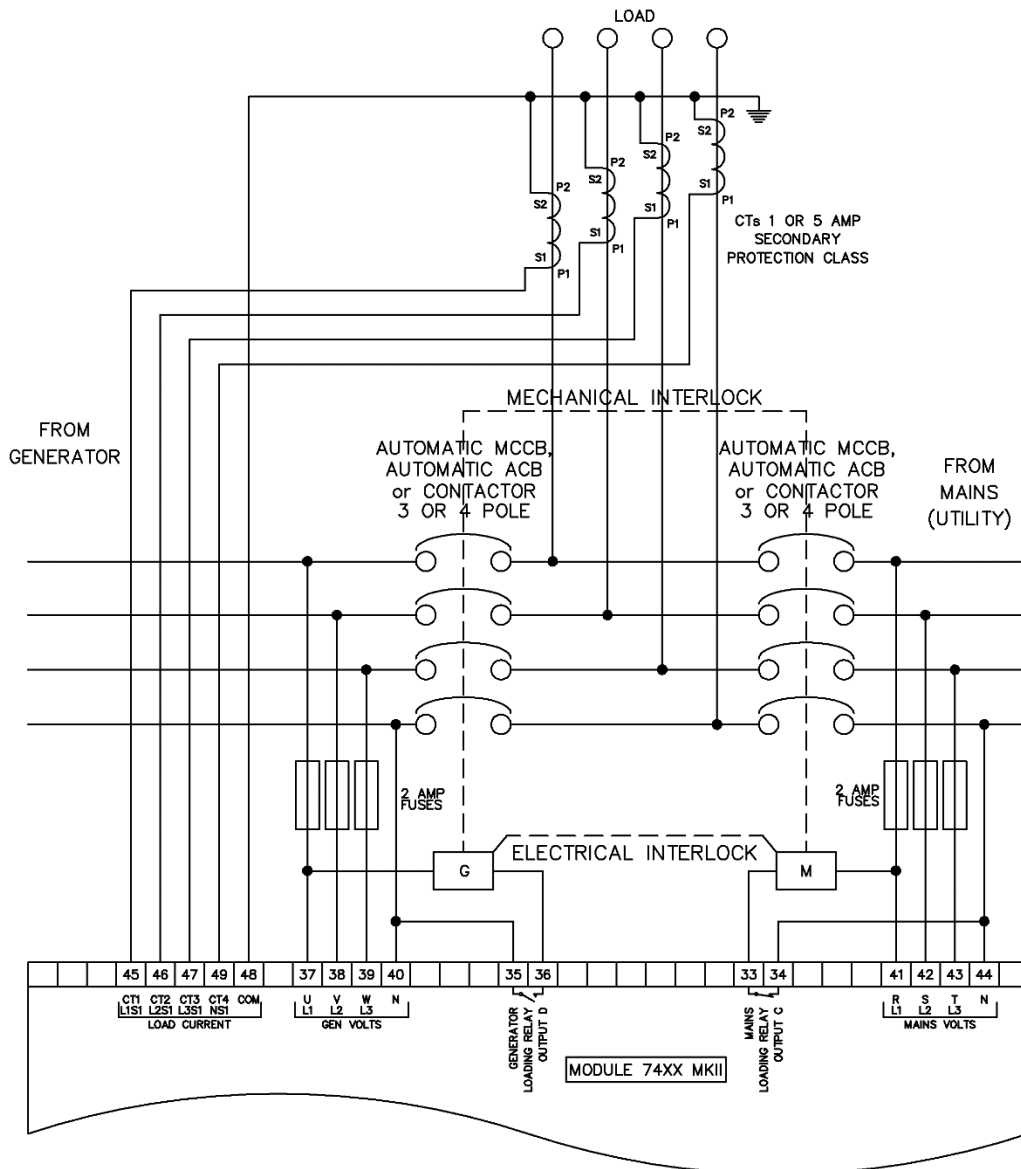 LOAD
P2
S2
P2
S2
S1
P1
P2
S2
S1
P1
P2
S2
S1
P1
S1
P1
CTs 1 OR 5 AMP
SECONDARY
PROTECTION CLASS
MECHANICAL INTERLOCK
FROM
GENERATOR
AUTOMATIC MCCB,
AUTOMATIC ACB
or CONTACTOR
3 OR 4 POLE
AUTOMATIC MCCB,
AUTOMATIC ACB
or CONTACTOR
3 OR 4 POLE
FROM
MAINS
(UTILITY)
2 AMP
FUSES
2 AMP
FUSES
ELECTRICAL INTERLOCK
G
M
45 46 47 49 48 37 38 39 40 35 36 33 34 41 42 43 44
CT1 CT2 CT3 CT4 COM
L1S1 L2S1 L3S1 NS1
LOAD CURRENT
U V W N
L1 L2 L3
GEN VOLTS
GENERATOR
LOADING RELAY
OUTPUT D
MAINS
LOADING RELAY
OUTPUT C
R S T N
L1 L2 L3
MAINS VOLTS
MODULE 74XX MKII